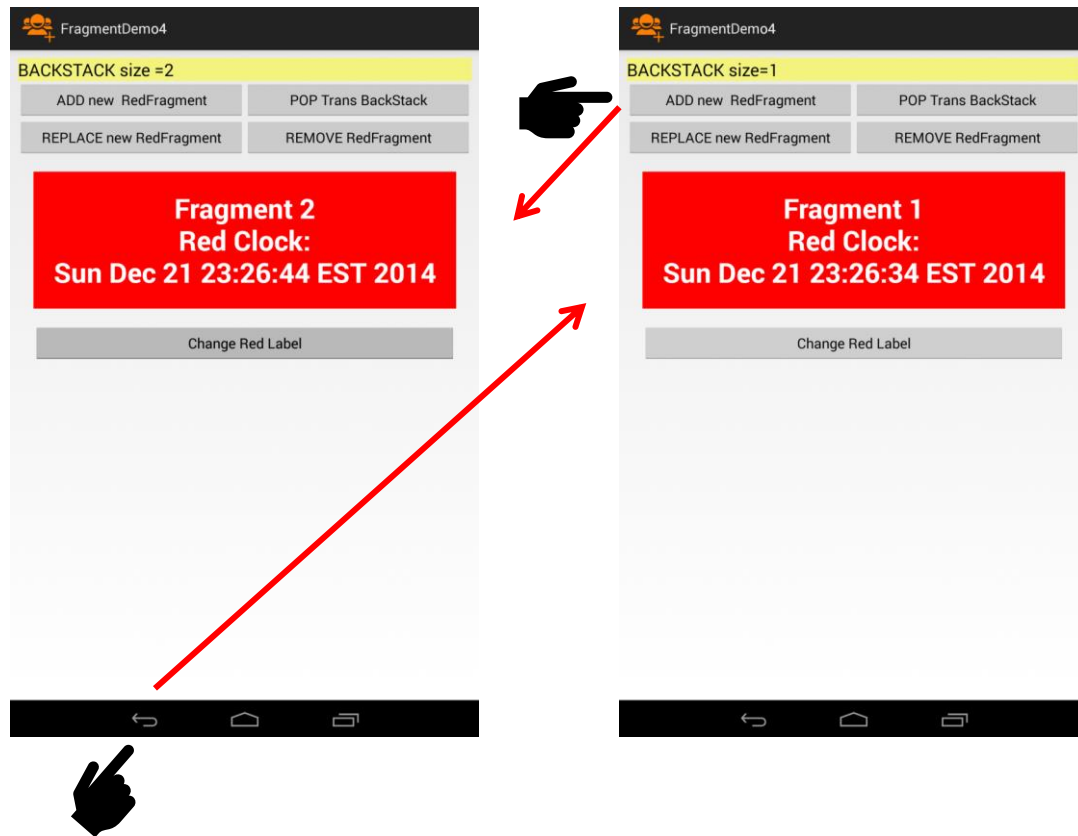 FragmentDemo4
BACKSTACK size =2
ADD new  RedFragment
POP Trans BackStack
REPLACE new RedFragment
REMOVE RedFragment
Fragment 2
Red Clock:
Sun Dec 21 23:26:44 EST 2014
Change Red Label
FragmentDemo4
BACKSTACK size=1
ADD new  RedFragment
POP Trans BackStack
REPLACE new RedFragment
REMOVE RedFragment
Fragment 1
Red Clock:
Sun Dec 21 23:26:34 EST 2014
Change Red Label